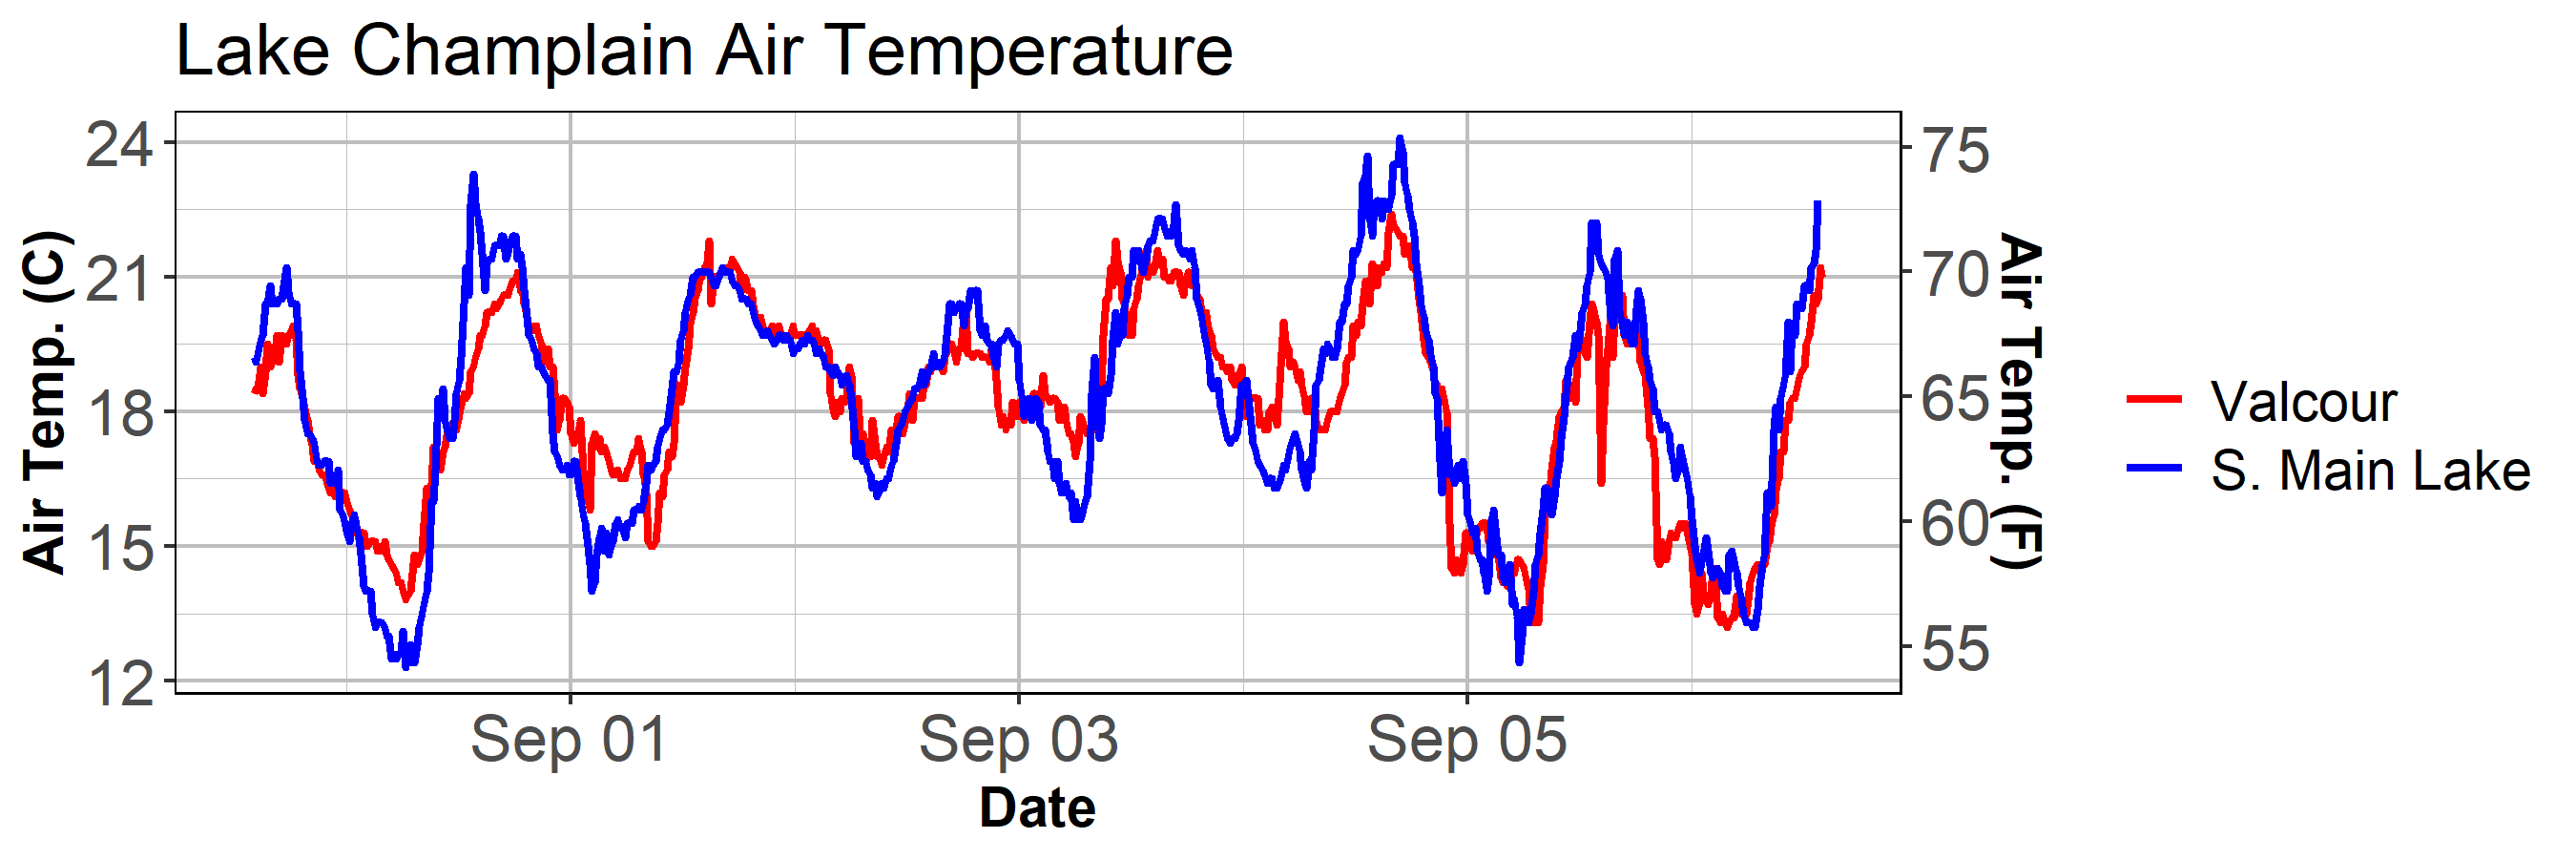 Lake Champlain Air Temperature
Air Temp. (C)
24
21
18
15
12
75
70
65
60
55
Air Temp. (F)
Sep 01
Sep 03
Sep 05
Date
Valcour
S. Main Lake